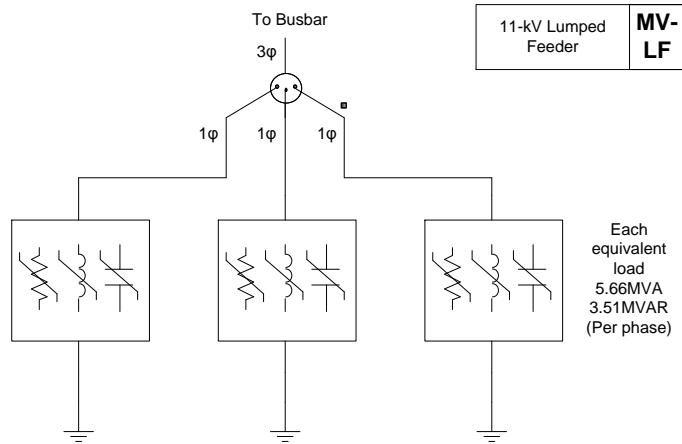 To Busbar
11-kV Lumped
Feeder
MV-
LF
3φ
1φ
1φ
1φ
Each
equivalent
load
5.66MVA
3.51MVAR
(Per phase)